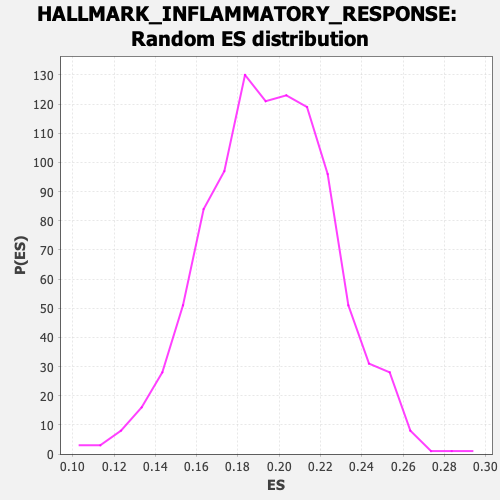 HALLMARK_INFLAMMATORY_RESPONSE:
Random ES distribution
130
120
110
100
90
80
70
60
50
40
30
20
10
0
P(ES)
0.10 0.12 0.14 0.16 0.18 0.20 0.22 0.24 0.26 0.28 0.30
ES